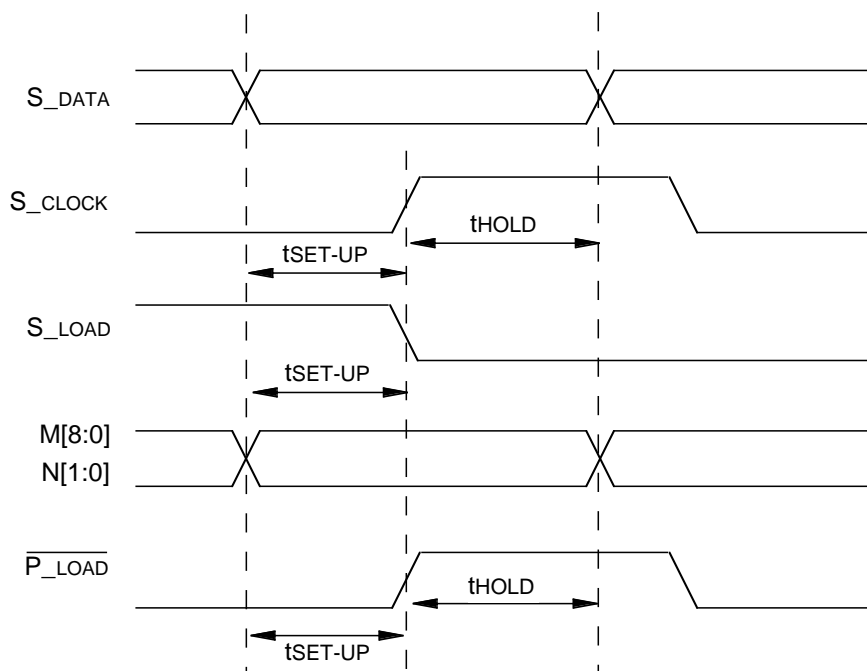 S_DATA
S_CLOCK
tHOLD
tSET-UP
S_LOAD
tSET-UP
M[8:0]
N[1:0]
P_LOAD
tHOLD
tSET-UP